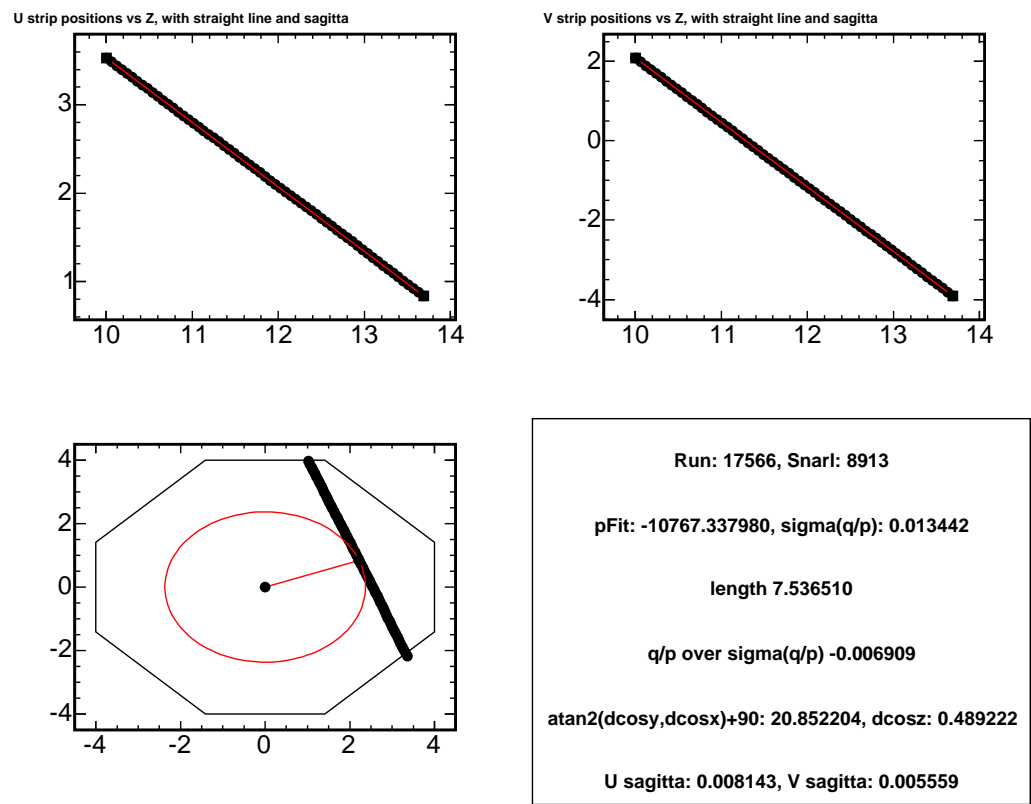 U strip positions vs Z, with straight line and sagitta
3
2
1
10 11 12 13 14
V strip positions vs Z, with straight line and sagitta
2
0
-2
-4
10 11 12 13 14
4
2
0
-2
-4
-4 -2 0 2 4
Run: 17566, Snarl: 8913
pFit: -10767.337980, sigma(q/p): 0.013442
length 7.536510
q/p over sigma(q/p) -0.006909
atan2(dcosy,dcosx)+90: 20.852204, dcosz: 0.489222
U sagitta: 0.008143, V sagitta: 0.005559